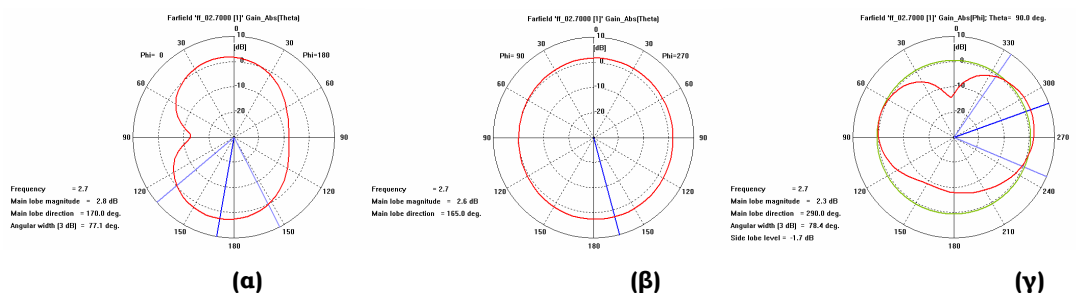 Farfield 'ff_02.7000 [1]' Gain_Abs(Theta)
0
10
30
[dB]
30
Phi= 0
0
Phi=180
60
-10
60
-20
90
90
120
120
150
180
Frequency = 2.7
Main lobe magnitude = 2.8 dB
Main lobe direction = 170.0 deg.
Angular width (3 dB) = 77.1 deg.
(α)
Farfield 'ff_02.7000 [1]' Gain_Abs(Theta)
0
10
30
[dB]
30
Phi= 90
0
Phi=270
60
-10
60
-20
90
90
120
120
150
150
180
Frequency = 2.7
Main lobe magnitude = 2.6 dB
Main lobe direction = 165.0 deg.
(β)
Farfield 'ff_02.7000 [1]' Gain_Abs(Phi); Theta= 90.0 deg.
0
10
30
[dB]
330
0
60
-10
300
-20
90
270
120
240
150
210
180
Frequency = 2.7
Main lobe magnitude = 2.3 dB
Main lobe direction = 290.0 deg.
Angular width (3 dB) = 78.4 deg.
Side lobe level = -1.7 dB
(γ)